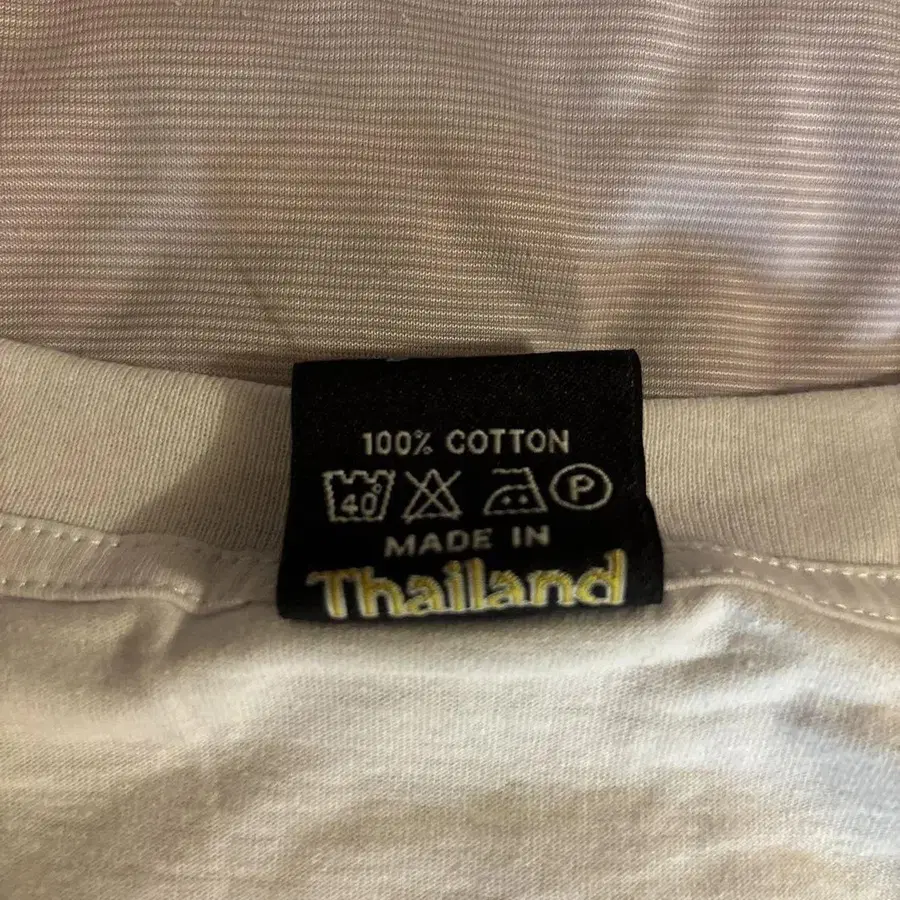 100% COTTON
40° P
MADE IN
Thailand